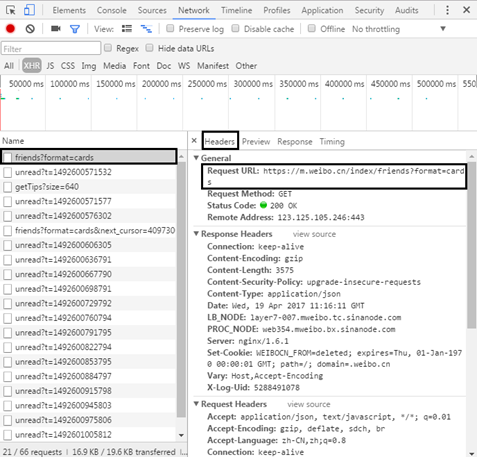 Elements Console Sources Network Timeline Profiles Application Security Audits
View: Preserve log Disable cache Offline No throttling
Filter Regex Hide data URLs
All XHR JS CSS Img Media Font Doc WS Manifest Other
50000 ms 100000 ms 150000 ms 200000 ms 250000 ms 300000 ms 350000 ms 400000 ms 450000 ms 500000 ms 550
Name
friends?format=cards
unread?t=1492600571532
getTips?size=640
unread?t=1492600571577
unread?t=1492600576302
friends?format=cards&next_cursor=409730
unread?t=1492600606305
unread?t=1492600636791
unread?t=1492600667790
unread?t=1492600698791
unread?t=1492600729792
unread?t=1492600760794
unread?t=1492600791795
unread?t=1492600822794
unread?t=1492600853795
unread?t=1492600884797
unread?t=1492600915798
unread?t=1492600945803
unread?t=1492600975806
unread?t=1492601005812
21 / 66 requests | 16.9 KB / 19.6 KB transferred
Headers Preview Response Timing
General
Request URL: https://m.weibo.cn/index/friends?format=card
s
Request Method: GET
Status Code: 200 OK
Remote Address: 123.125.105.246:443
Response Headers view source
Connection: keep-alive
Content-Encoding: gzip
Content-Length: 3575
Content-Security-Policy: upgrade-insecure-requests
Content-Type: application/json
Date: Wed, 19 Apr 2017 11:16:11 GMT
LB_NODE: layer7-007.mweibo.tc.sinanode.com
PROC_NODE: web354.mweibo.bx.sinanode.com
Server: nginx/1.6.1
Set-Cookie: WEIBOCN_FROM=deleted; expires=Thu, 01-Jan-197
0 00:00:01 GMT; path=/; domain=.weibo.cn
Vary: Host,Accept-Encoding
X-Log-Uid: 5288491078
Request Headers view source
Accept: application/json, text/javascript, */*; q=0.01
Accept-Encoding: gzip, deflate, sdch, br
Accept-Language: zh-CN,zh;q=0.8
Connection: keep-alive